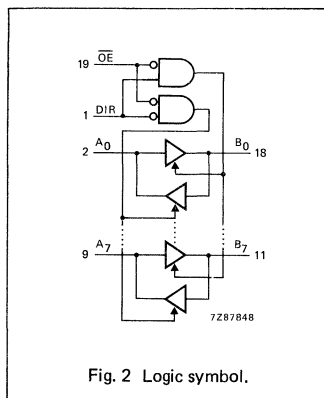 19 OE
1 DIR
2 A0 B0 18
9 A7 B7 11
7Z87848
Fig. 2 Logic symbol.